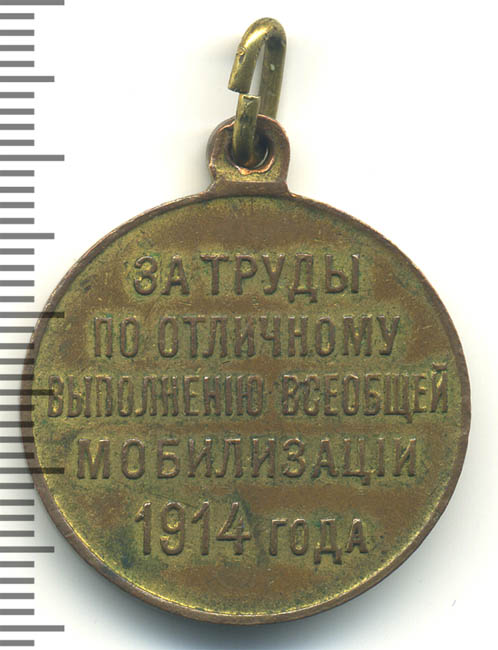 ЗА ТРУДЫ
ПО ОТЛИЧНОМУ
ВЫПОЛНЕНІЮ ВСЕОБЩЕЙ
МОБИЛИЗАЦІИ
1914 ГОДА